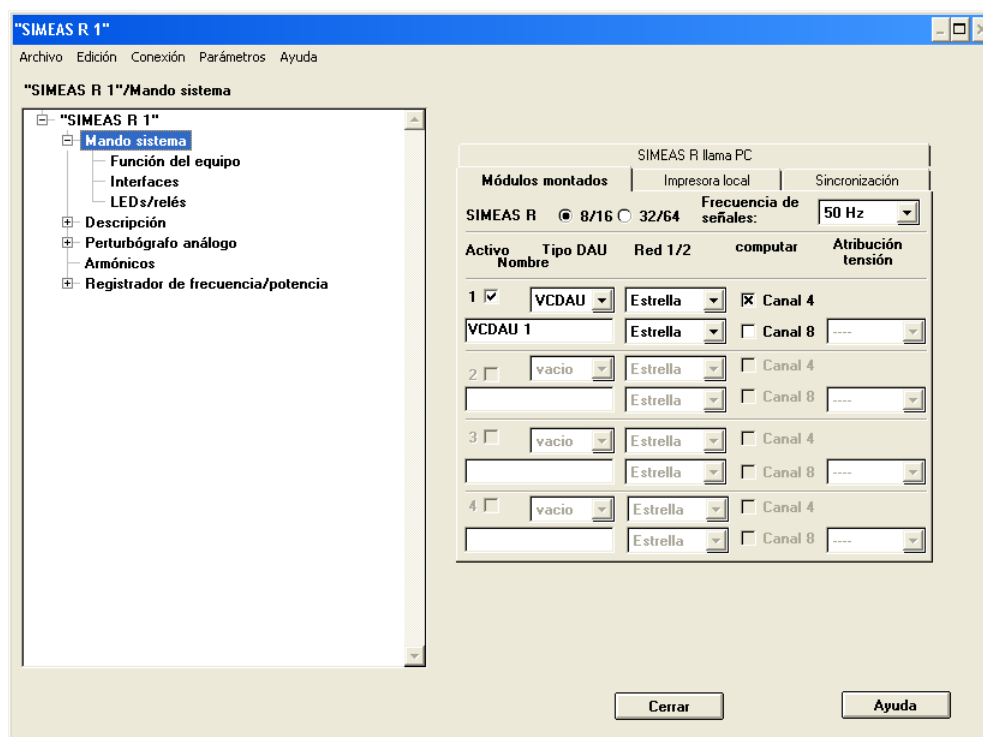 "SIMEAS R 1"
Archivo Edición Conexión Parámetros Ayuda
"SIMEAS R 1"/Mando sistema
"SIMEAS R 1"
Mando sistema
Función del equipo
Interfaces
LEDs/relés
Descripción
Perturbógrafo análogo
Armónicos
Registrador de frecuencia/potencia
SIMEAS R llama PC
Módulos montados Impresora local Sincronización
SIMEAS R 8/16 32/64 Frecuencia de señales: 50 Hz
Activo Nombre Tipo DAU Red 1/2 computar Atribución tensión
1 VCDAU Estrella Canal 4
VCDAU 1 Estrella Canal 8 ----
2 vacio Estrella Canal 4
Estrella Canal 8 ----
3 vacio Estrella Canal 4
Estrella Canal 8 ----
4 vacio Estrella Canal 4
Estrella Canal 8 ----
Cerrar Ayuda